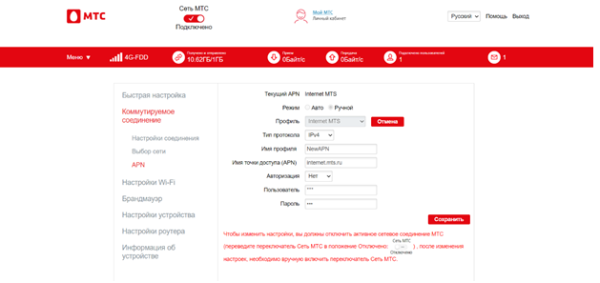 МТС
Сеть МТС
Подключено
Мой МТС
Личный кабинет
Русский
Помощь Выход
Меню ▼
4G-FDD
10.62ГБ/1ГБ
0Байт/с
0Байт/с
Подключено пользователей
1
1
Быстрая настройка
Коммутируемое
соединение
Настройки соединения
Выбор сети
APN
Настройки Wi-Fi
Брандмауэр
Настройки устройства
Настройки роутера
Информация об
устройстве
Текущий APN Internet MTS
Режим Авто Ручной
Профиль Internet MTS Отмена
Тип протокола IPv4
Имя профиля NewAPN
Имя точки доступа (APN) internet.mts.ru
Авторизация Нет
Пользователь ***
Пароль •••
Сохранить
Чтобы изменить настройки, вы должны отключить активное сетевое соединение МТС
(переведите переключатель Сеть МТС в положение Отключено: Сеть МТС Отключено ) , после изменения
настроек, необходимо вручную включить переключатель Сеть МТС.